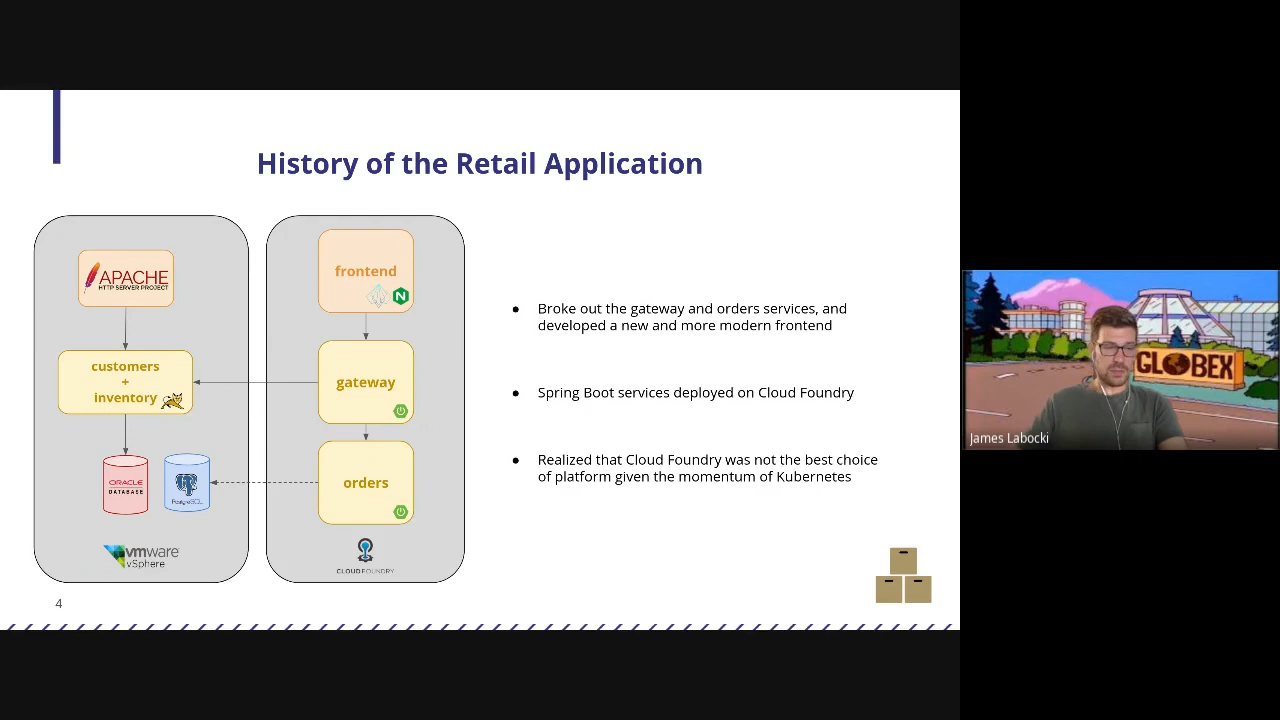 History of the Retail Application
APACHE
HTTP SERVER PROJECT
customers
+
inventory
ORACLE
DATABASE
PostgreSQL
vmware
vSphere
frontend
N
gateway
orders
CLOUD FOUNDRY
● Broke out the gateway and orders services, and
developed a new and more modern frontend
● Spring Boot services deployed on Cloud Foundry
● Realized that Cloud Foundry was not the best choice
of platform given the momentum of Kubernetes
4
GLOBEX
James Labocki